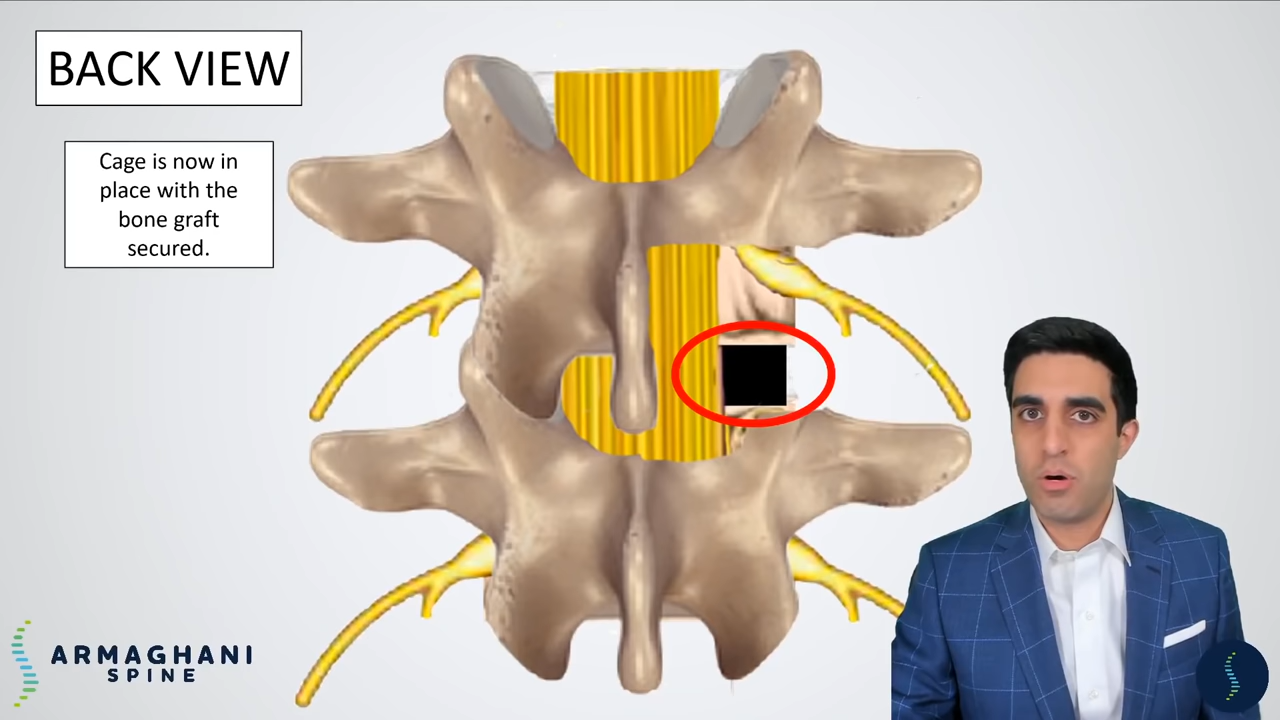 BACK VIEW
Cage is now in
place with the
bone graft
secured.
ARMAGHANI
SPINE